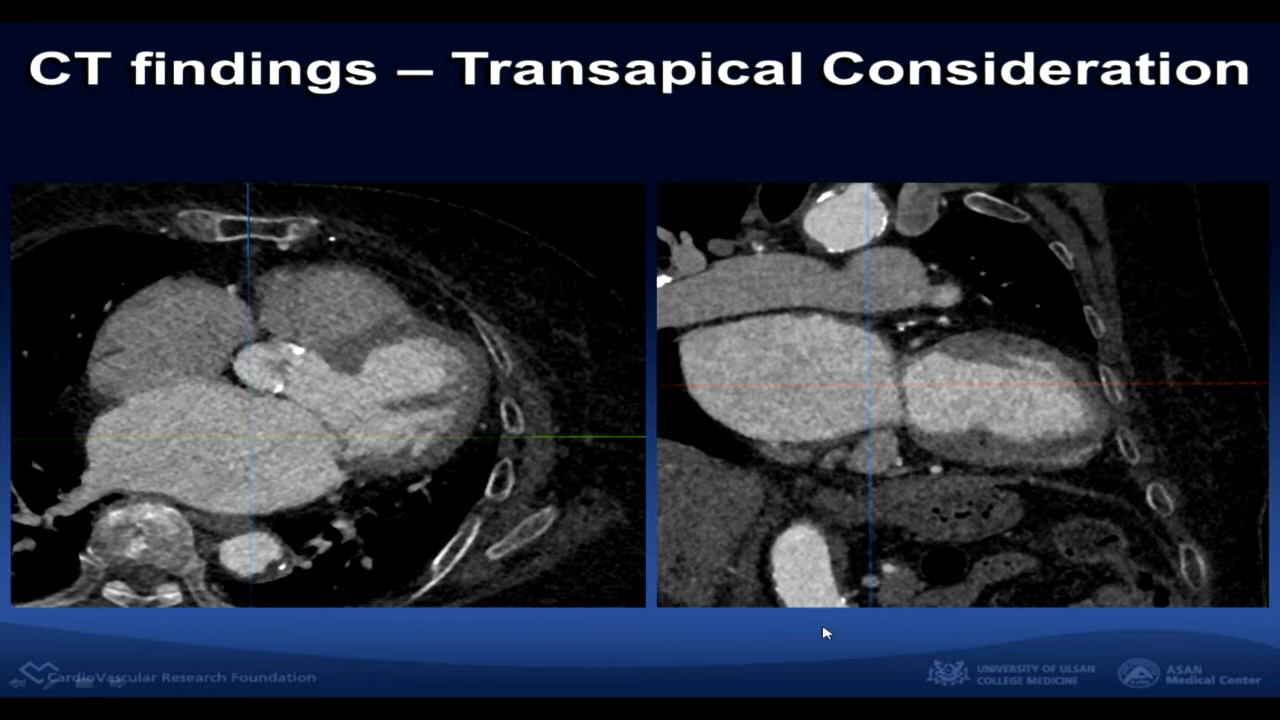 CT findings – Transapical Consideration
CardioVascular Research Foundation
UNIVERSITY OF ULSAN
COLLEGE MEDICINE
ASAN
Medical Center